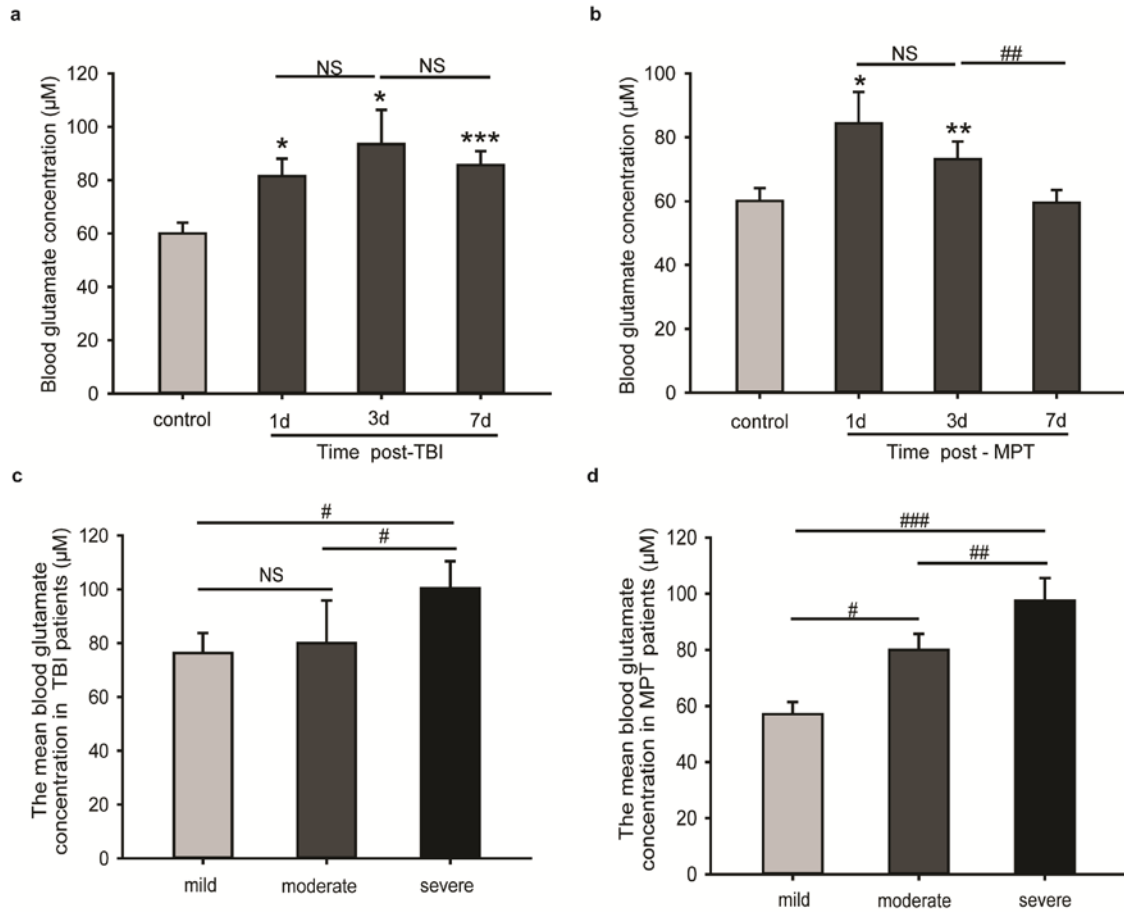 a
NS
NS
*
*
***
120
100
80
60
40
20
0
Blood glutamate concentration (µM)
control
1d
3d
7d
Time post-TBI
b
NS
##
*
**
100
80
60
40
20
0
Blood glutamate concentration (µM)
control
1d
3d
7d
Time post - MPT
c
#
#
NS
120
100
80
60
40
20
0
The mean blood glutamate
concentration in TBI patients (µM)
mild
moderate
severe
d
###
##
#
120
100
80
60
40
20
0
The mean blood glutamate
concentration in MPT patients (µM)
mild
moderate
severe